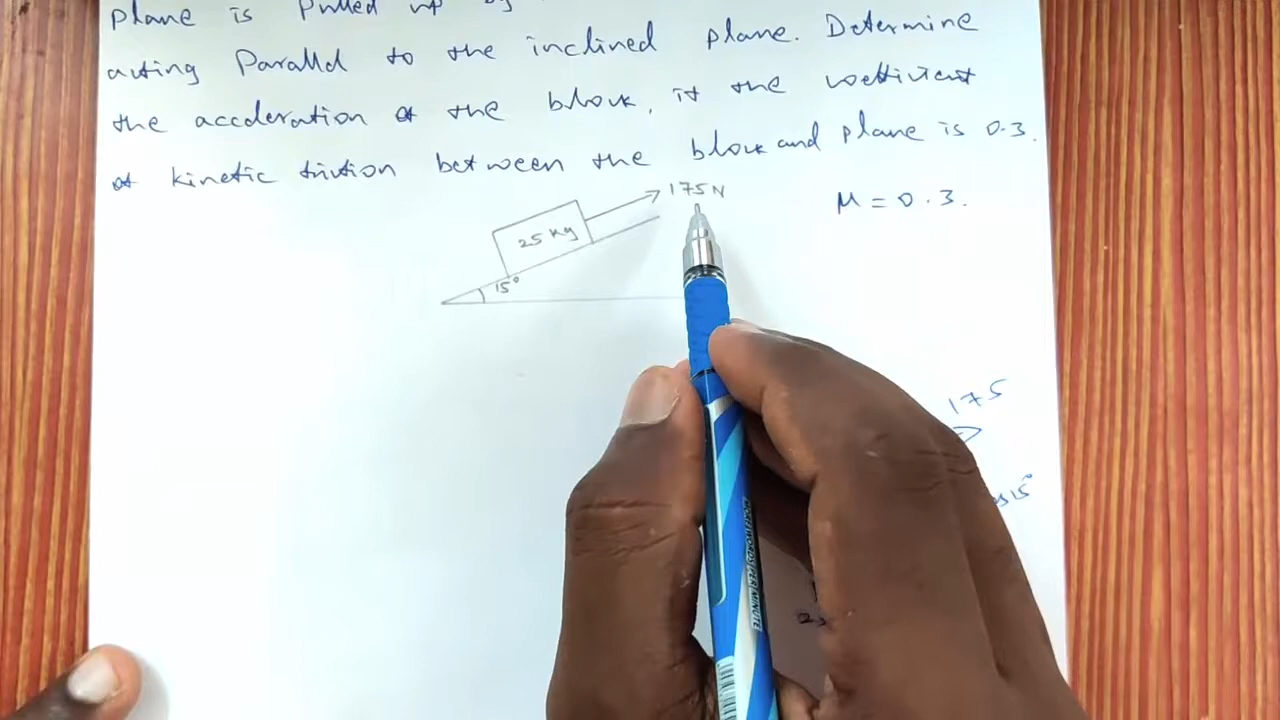 plane is pulled up by
acting Parallel to the inclined plane. Determine
the acceleration of the block, if the coefficient
of kinetic friction between the block and plane is 0.3.
175 N
μ = 0.3.
25 kg
15°
175
15°